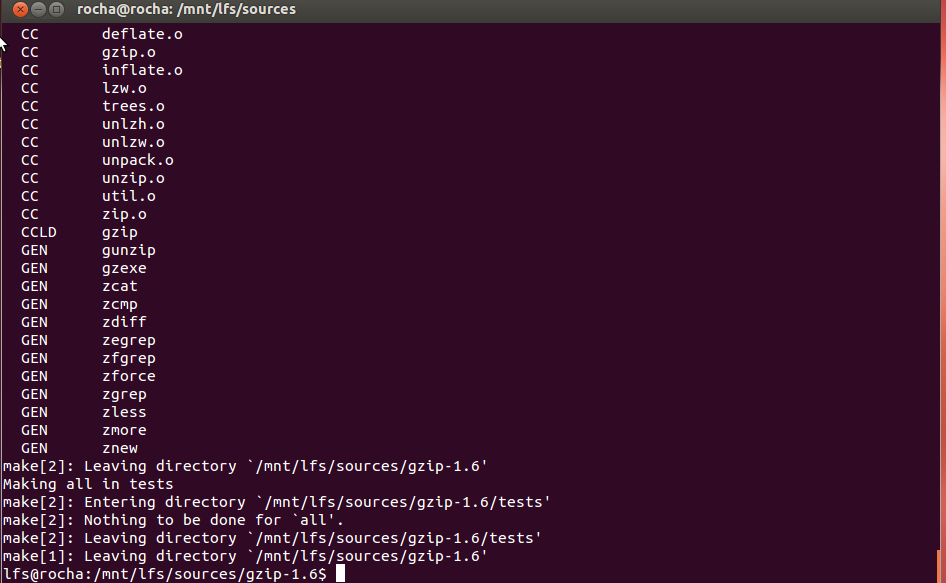 rocha@rocha: /mnt/lfs/sources
CC deflate.o
CC gzip.o
CC inflate.o
CC lzw.o
CC trees.o
CC unlzh.o
CC unlzw.o
CC unpack.o
CC unzip.o
CC util.o
CC zip.o
CCLD gzip
GEN gunzip
GEN gzexe
GEN zcat
GEN zcmp
GEN zdiff
GEN zegrep
GEN zfgrep
GEN zforce
GEN zgrep
GEN zless
GEN zmore
GEN znew
make[2]: Leaving directory `/mnt/lfs/sources/gzip-1.6'
Making all in tests
make[2]: Entering directory `/mnt/lfs/sources/gzip-1.6/tests'
make[2]: Nothing to be done for `all'.
make[2]: Leaving directory `/mnt/lfs/sources/gzip-1.6/tests'
make[1]: Leaving directory `/mnt/lfs/sources/gzip-1.6'
lfs@rocha:/mnt/lfs/sources/gzip-1.6$